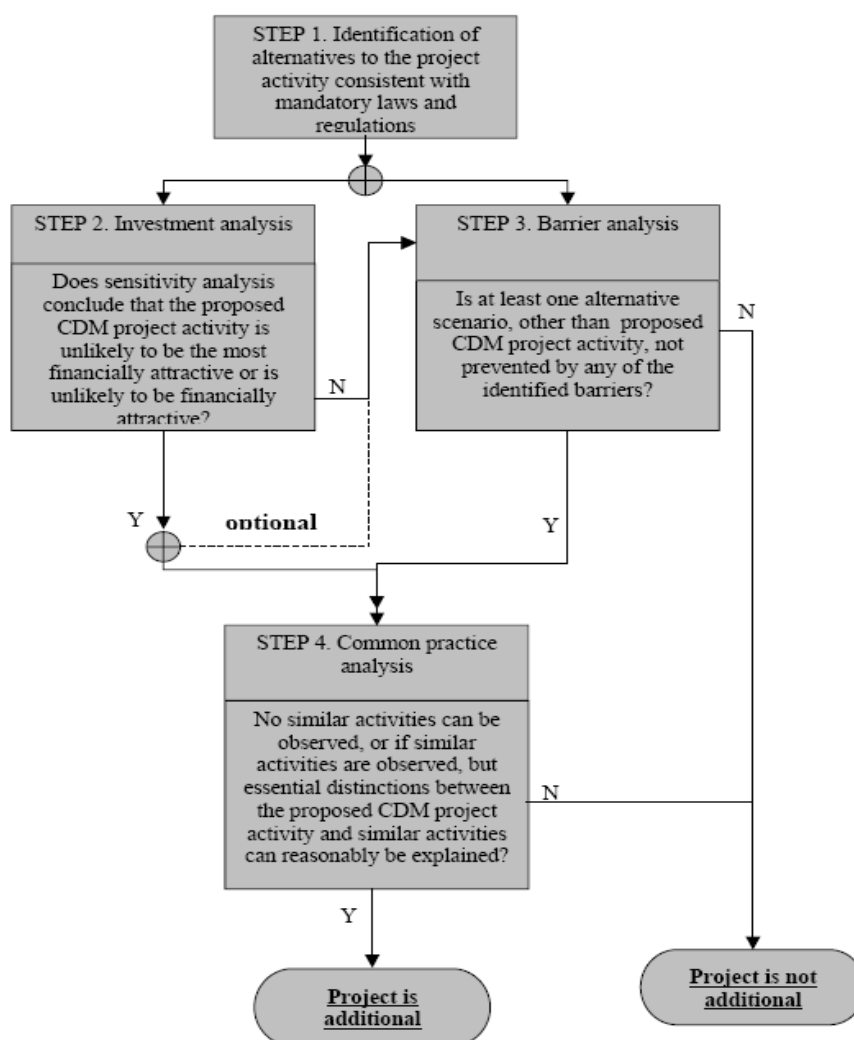 STEP 1. Identification of
alternatives to the project
activity consistent with
mandatory laws and
regulations
STEP 2. Investment analysis
Does sensitivity analysis
conclude that the proposed
CDM project activity is
unlikely to be the most
financially attractive or is
unlikely to be financially
attractive?
STEP 3. Barrier analysis
Is at least one alternative
scenario, other than proposed
CDM project activity, not
prevented by any of the
identified barriers?
N
N
Y
optional
Y
STEP 4. Common practice
analysis
No similar activities can be
observed, or if similar
activities are observed, but
essential distinctions between
the proposed CDM project
activity and similar activities
can reasonably be explained?
N
Y
Project is
additional
Project is not
additional